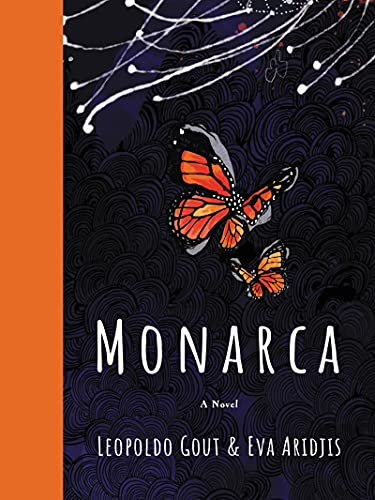 MONARCA
A Novel
LEOPOLDO GOUT & EVA ARIDJIS